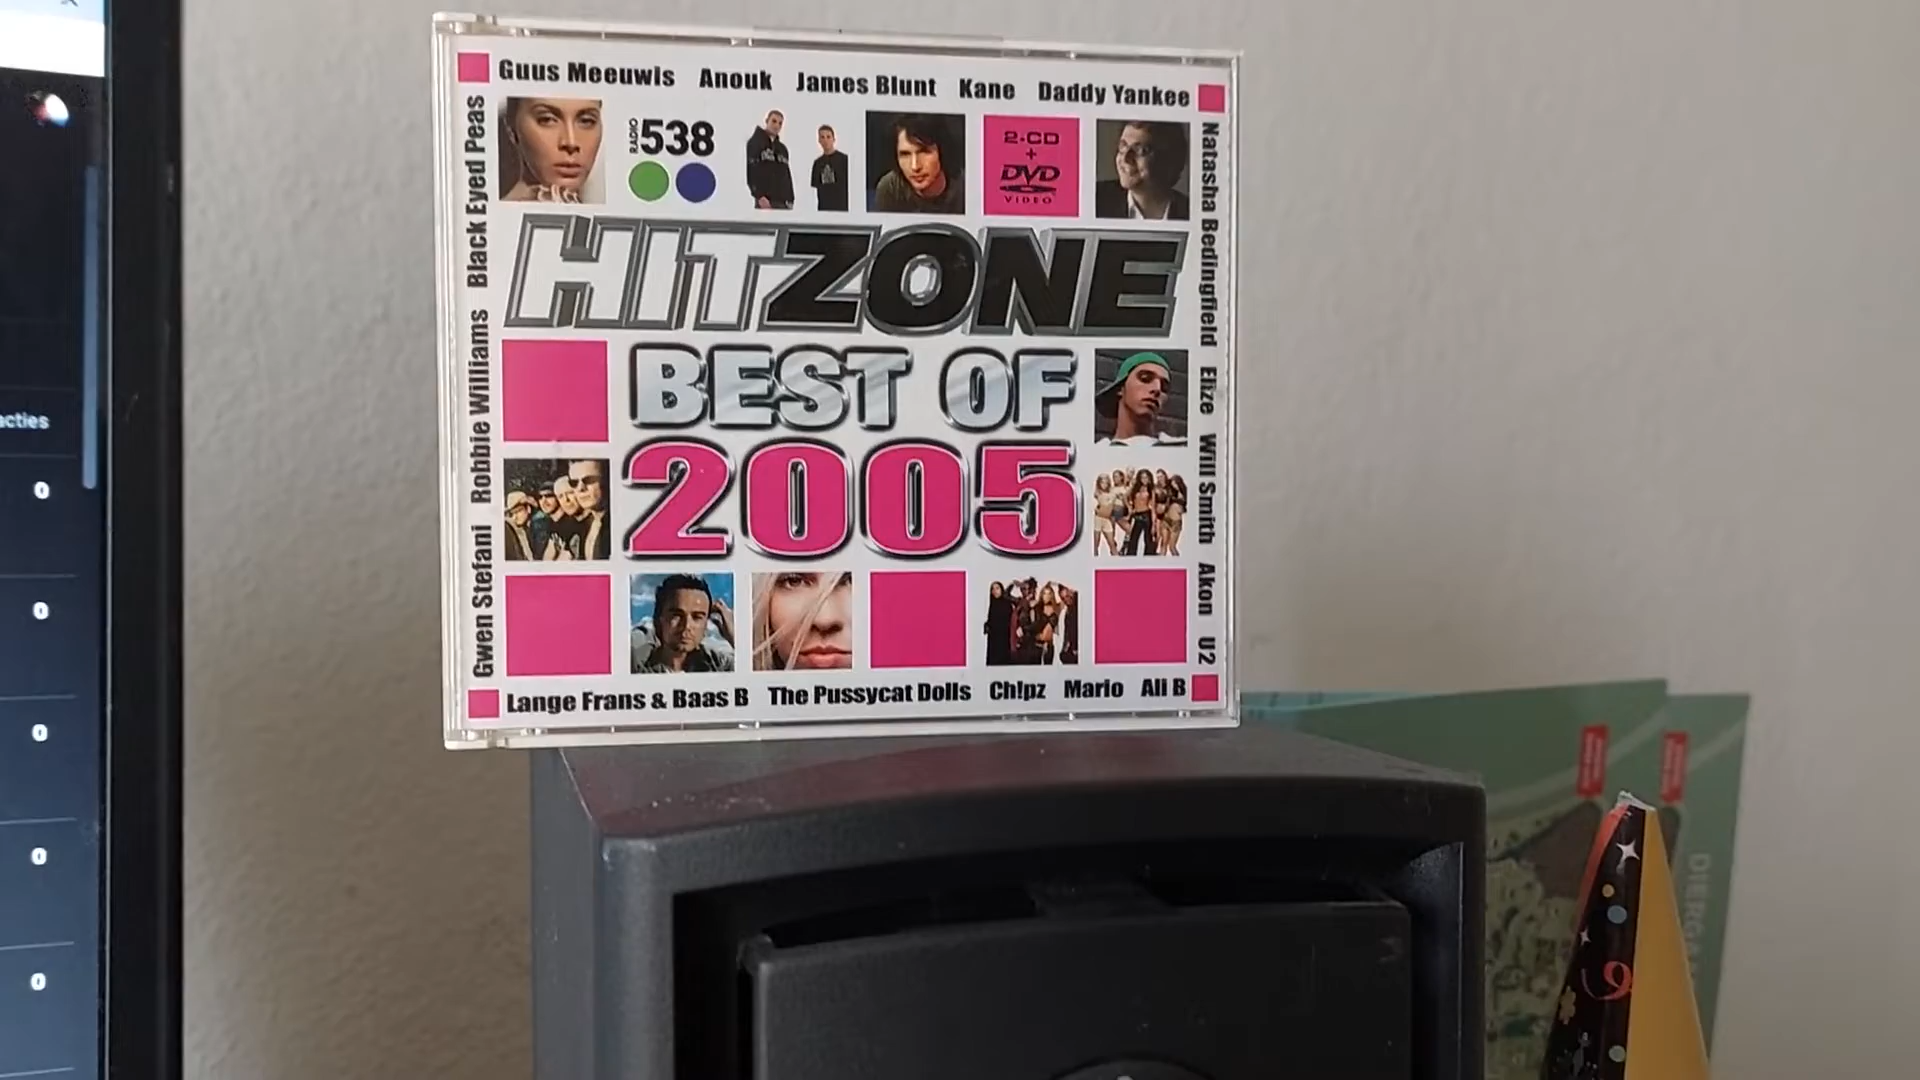 Guus Meeuwis Anouk James Blunt Kane Daddy Yankee
RADIO 538
2·CD
+
DVD
VIDEO
HITZONE
BEST OF
2005
Gwen Stefani Robbie Williams Black Eyed Peas
Natasha Bedingfield Elize Will Smith Akon U2
Lange Frans & Baas B The Pussycat Dolls Ch!pz Mario Ali B
acties
0
0
0
0
0